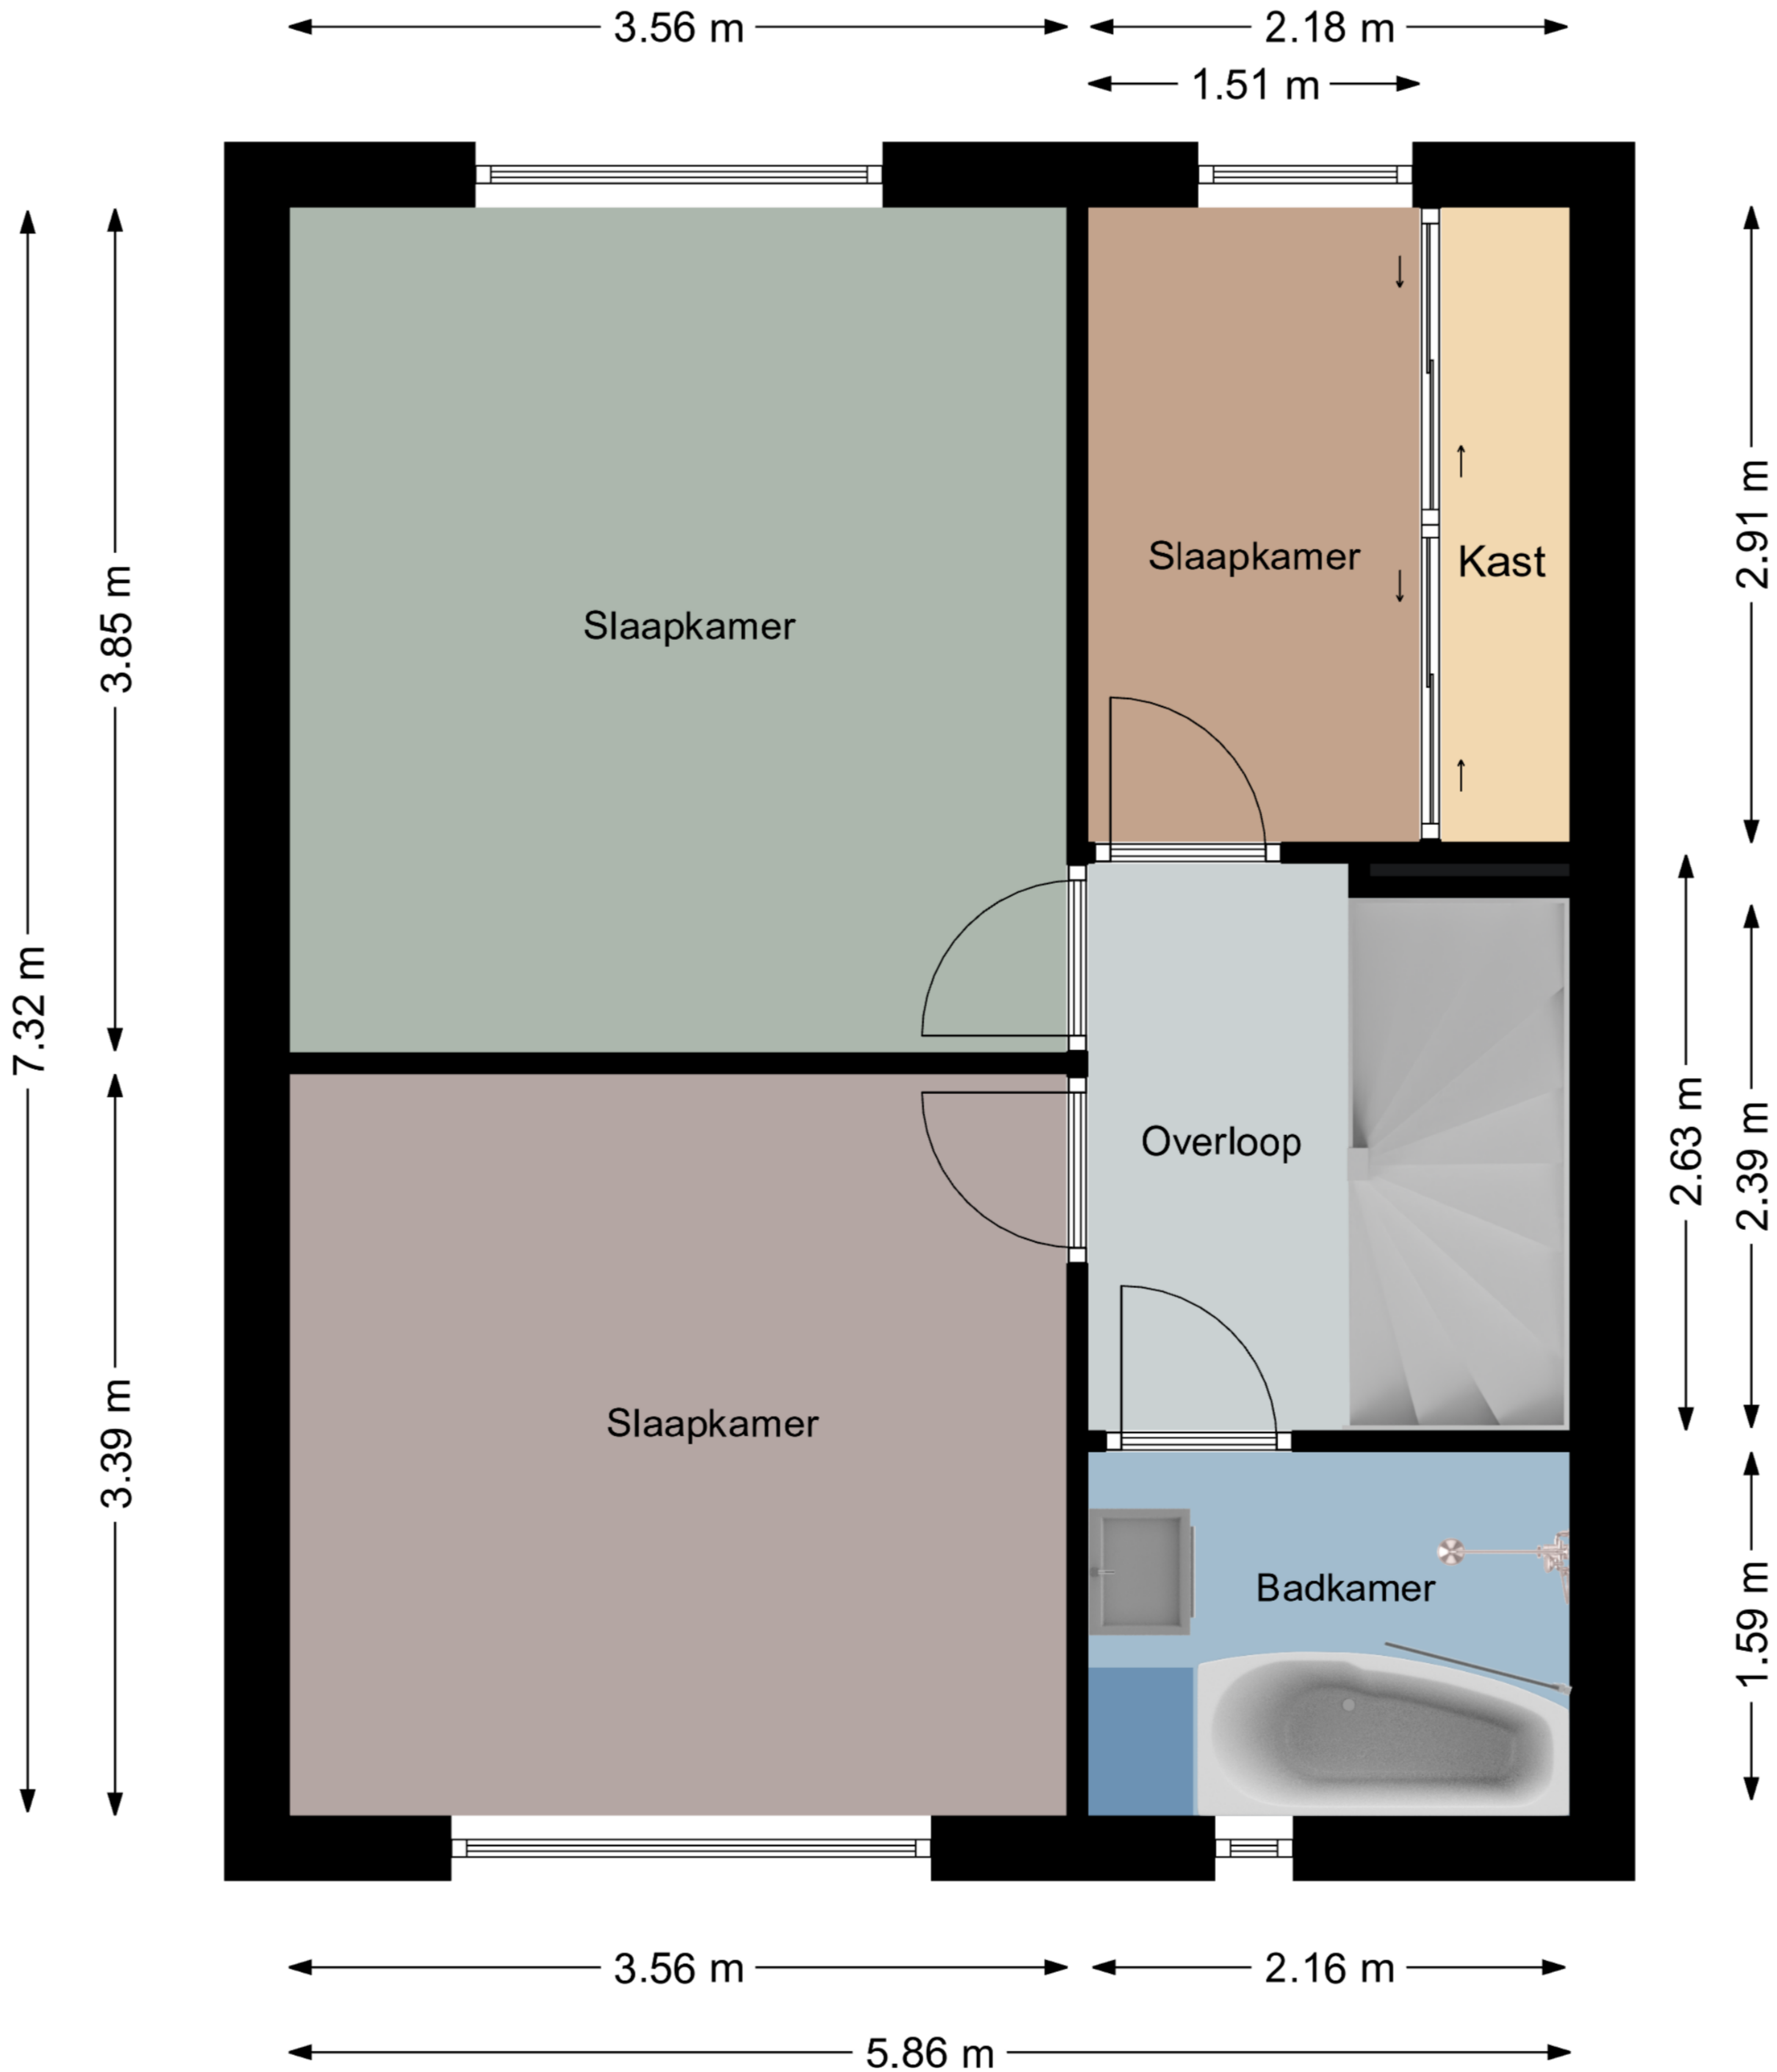 3.56 m
2.18 m
1.51 m
7.32 m
3.85 m
3.39 m
Slaapkamer
Slaapkamer
Kast
2.91 m
Slaapkamer
Overloop
2.63 m
2.39 m
Badkamer
1.59 m
3.56 m
2.16 m
5.86 m